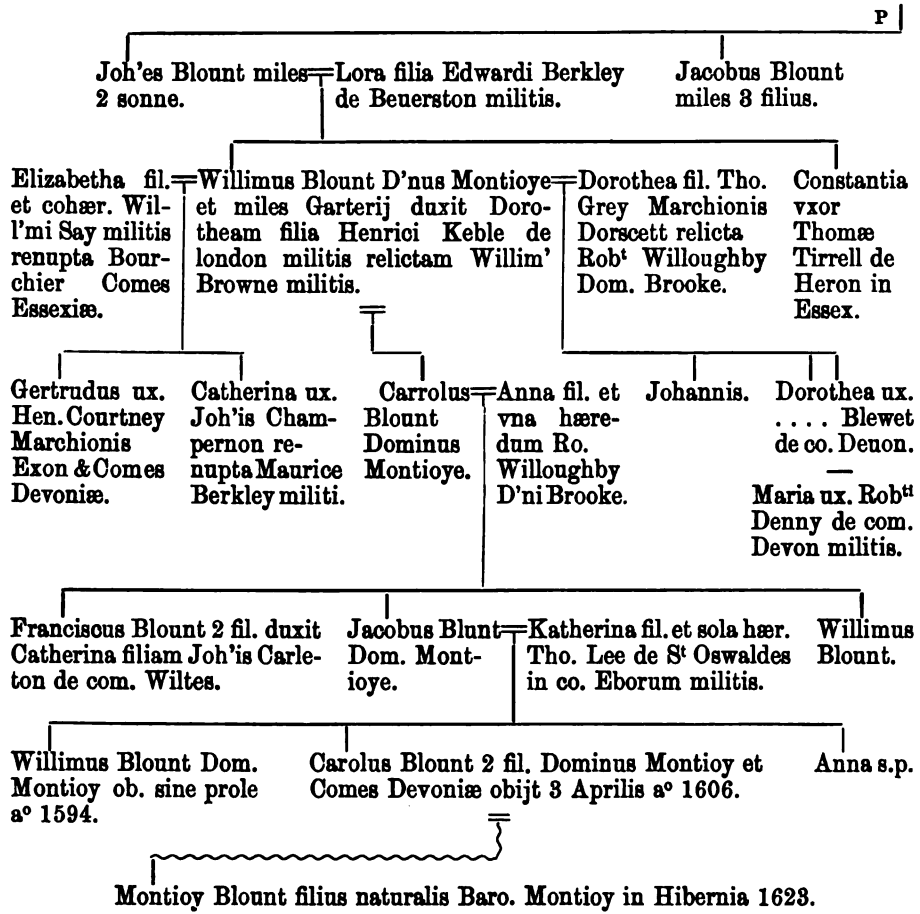 P
Joh'es Blount miles
2 sonne.
Lora filia Edwardi Berkley
de Beuerston militis.
Jacobus Blount
miles 3 filius.
Elizabetha fil.
et cohær. Wil-
l'mi Say militis
renupta Bour-
chier Comes
Essexiæ.
Willimus Blount D'nus Montioye
et miles Garterij duxit Doro-
theam filia Henrici Keble de
london militis relictam Willim'
Browne militis.
Dorothea fil. Tho.
Grey Marchionis
Dorscett relicta
Robᵗ Willoughby
Dom. Brooke.
Constantia
vxor
Thomæ
Tirrell de
Heron in
Essex.
Gertrudus ux.
Hen. Courtney
Marchionis
Exon & Comes
Devoniæ.
Catherina ux.
Joh'is Cham-
pernon re-
nupta Maurice
Berkley militi.
Carrolus
Blount
Dominus
Montioye.
Anna fil. et
vna hære-
dum Ro.
Willoughby
D'ni Brooke.
Johannis.
Dorothea ux.
. . . . Blewet
de co. Deuon.
—
Maria ux. Robᵗⁱ
Denny de com.
Devon militis.
Franciscus Blount 2 fil. duxit
Catherina filiam Joh'is Carle-
ton de com. Wiltes.
Jacobus Blunt
Dom. Mont-
ioye.
Katherina fil. et sola hær.
Tho. Lee de Sᵗ Oswaldes
in co. Eborum militis.
Willimus
Blount.
Willimus Blount Dom.
Montioy ob. sine prole
aº 1594.
Carolus Blount 2 fil. Dominus Montioy et
Comes Devoniæ obijt 3 Aprilis aº 1606.
Anna s.p.
Montioy Blount filius naturalis Baro. Montioy in Hibernia 1623.